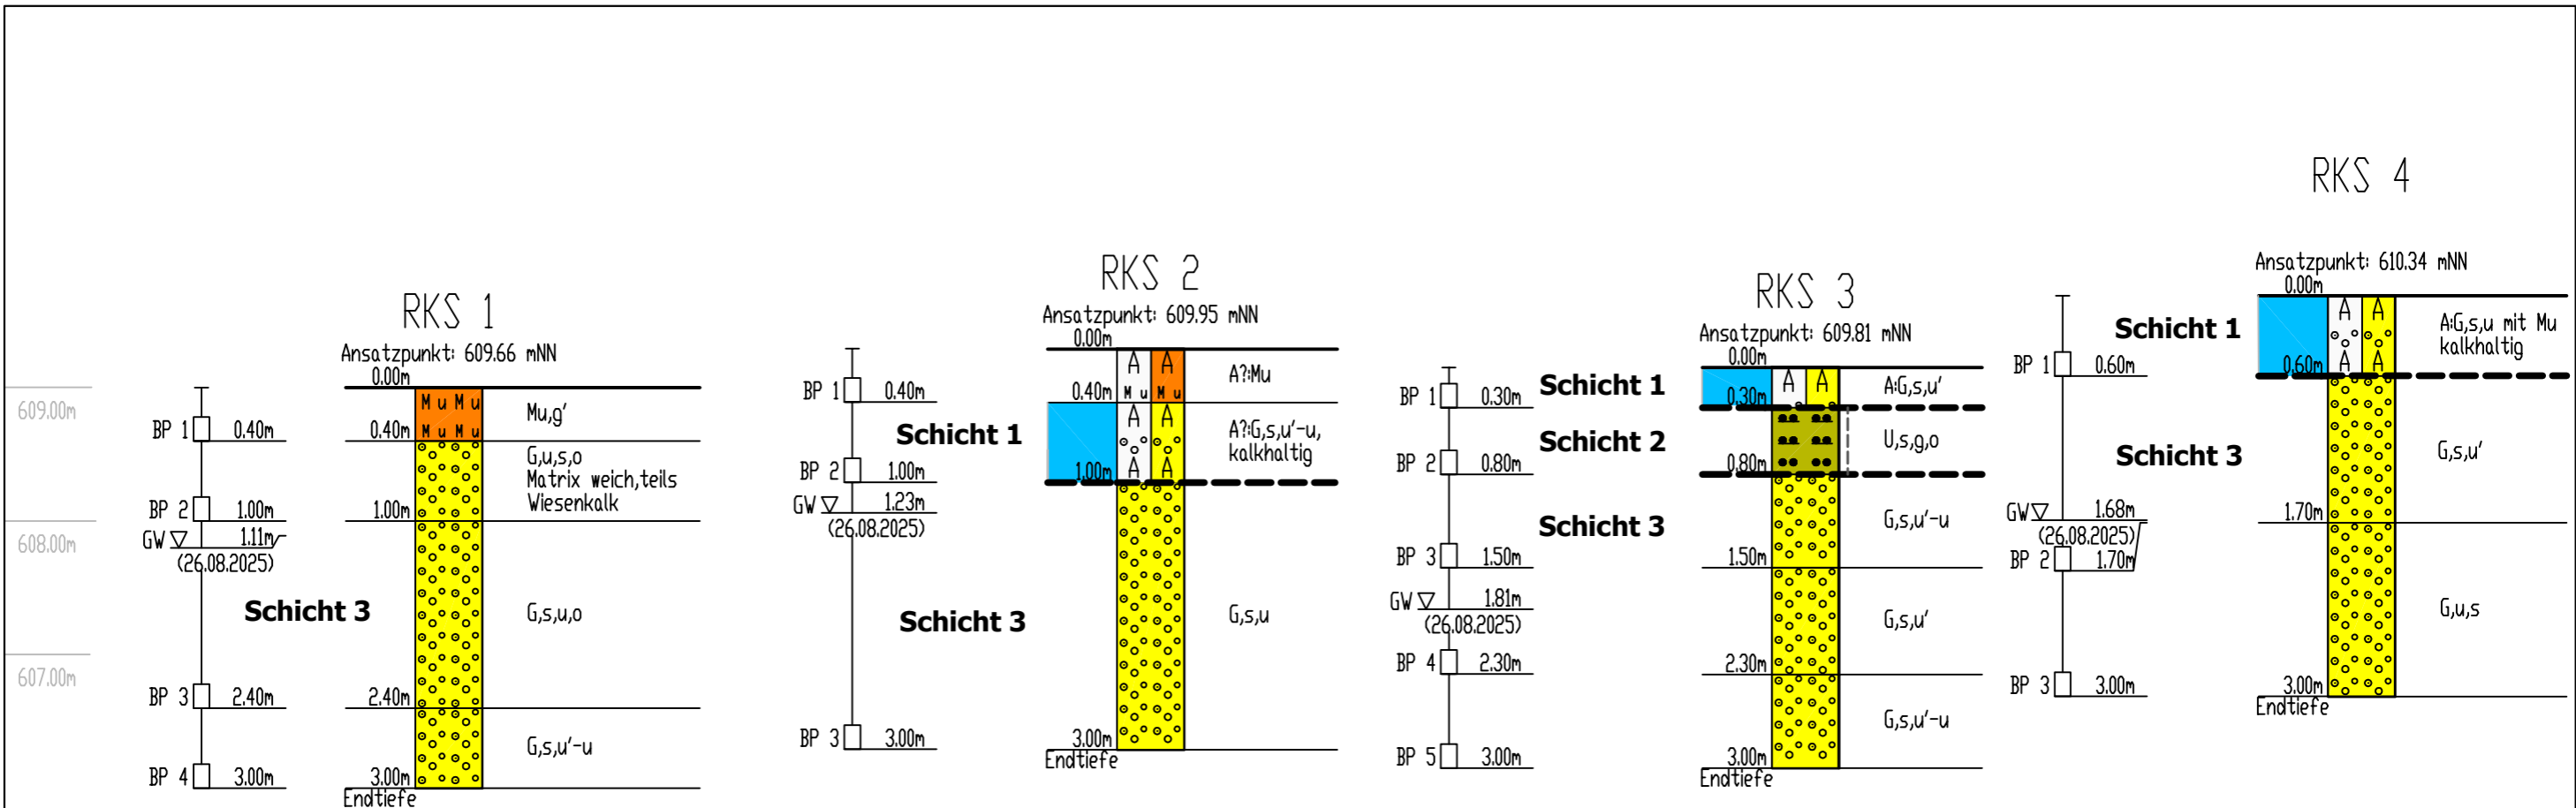 609.00m
608.00m
607.00m
RKS 1
Ansatzpunkt: 609.66 mNN
0.00m
BP 1 0.40m
BP 2 1.00m
GW 1.11m
(26.08.2025)
BP 3 2.40m
BP 4 3.00m
Schicht 3
0.40m
1.00m
2.40m
3.00m
Endtiefe
Mu Mu
Mu Mu
Mu,g'
G,u,s,o
Matrix weich,teils
Wiesenkalk
G,s,u,o
G,s,u'-u
RKS 2
Ansatzpunkt: 609.95 mNN
0.00m
BP 1 0.40m
BP 2 1.00m
GW 1.23m
(26.08.2025)
BP 3 3.00m
Schicht 1
Schicht 3
0.40m
1.00m
3.00m
Endtiefe
A A
Mu Mu
A A
A A
A?:Mu
A?:G,s,u'-u,
kalkhaltig
G,s,u
RKS 3
Ansatzpunkt: 609.81 mNN
0.00m
BP 1 0.30m
BP 2 0.80m
BP 3 1.50m
GW 1.81m
(26.08.2025)
BP 4 2.30m
BP 5 3.00m
Schicht 1
Schicht 2
Schicht 3
0.30m
0.80m
1.50m
2.30m
3.00m
Endtiefe
A A
A:G,s,u'
U,s,g,o
G,s,u'-u
G,s,u'
G,s,u'-u
RKS 4
Ansatzpunkt: 610.34 mNN
0.00m
BP 1 0.60m
GW 1.68m
(26.08.2025)
BP 2 1.70m
BP 3 3.00m
Schicht 1
Schicht 3
0.60m
1.70m
3.00m
Endtiefe
A A
A A
A:G,s,u mit Mu
kalkhaltig
G,s,u'
G,u,s